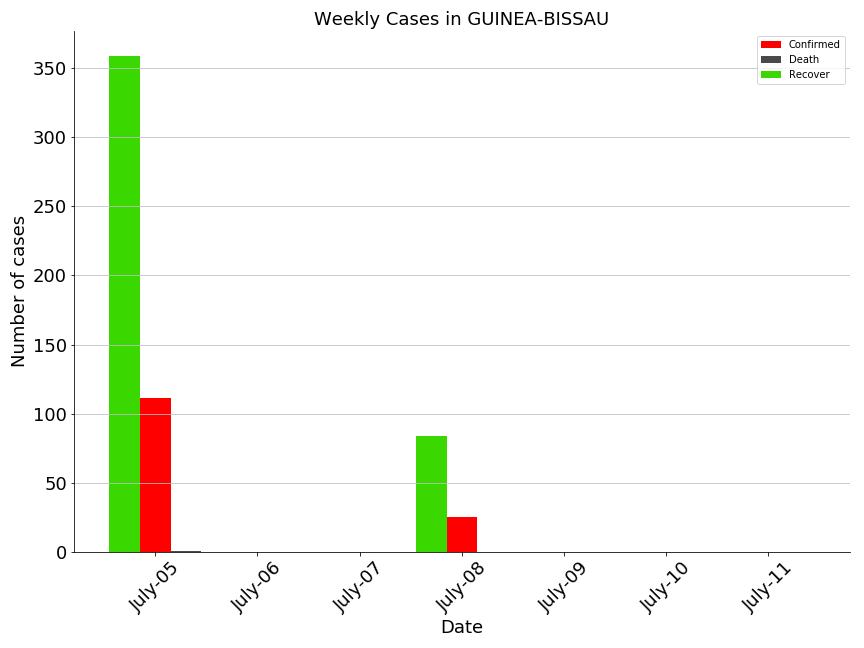 Weekly Cases in GUINEA-BISSAU
Confirmed
Death
Recover
Number of cases
350
300
250
200
150
100
50
0
July-05
July-06
July-07
July-08
July-09
July-10
July-11
Date